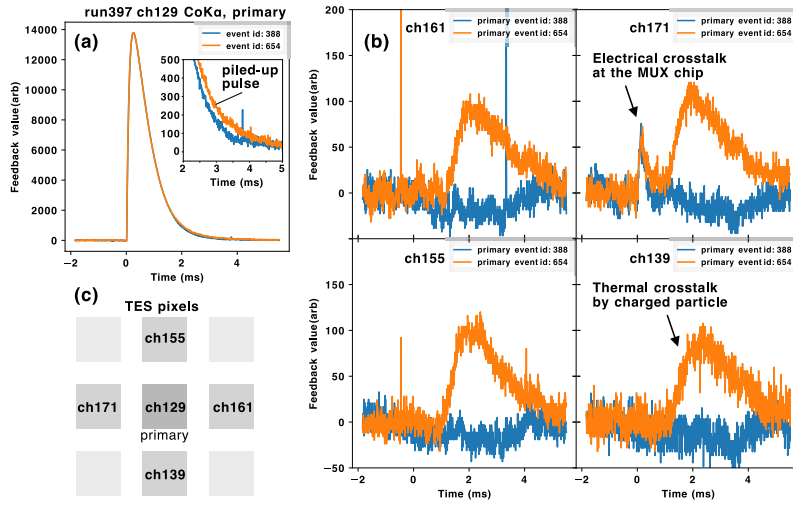 run397 ch129 CoKα, primary
(a)
event id: 388
event id: 654
piled-up
pulse
500
400
300
200
100
0
2
3
4
5
Time (ms)
14000
12000
10000
8000
6000
4000
2000
0
Feedback value(arb)
−2
0
2
4
Time (ms)
(b)
ch161
primary event id: 388
primary event id: 654
200
150
100
50
0
Feedback value(arb)
ch171
primary event id: 388
primary event id: 654
Electrical crosstalk
at the MUX chip
ch155
primary event id: 388
primary event id: 654
150
100
50
0
−50
Feedback value(arb)
−2
0
2
4
Time (ms)
ch139
primary event id: 388
primary event id: 654
Thermal crosstalk
by charged particle
−2
0
2
4
Time (ms)
(c)
TES pixels
ch155
ch171
ch129
ch161
primary
ch139